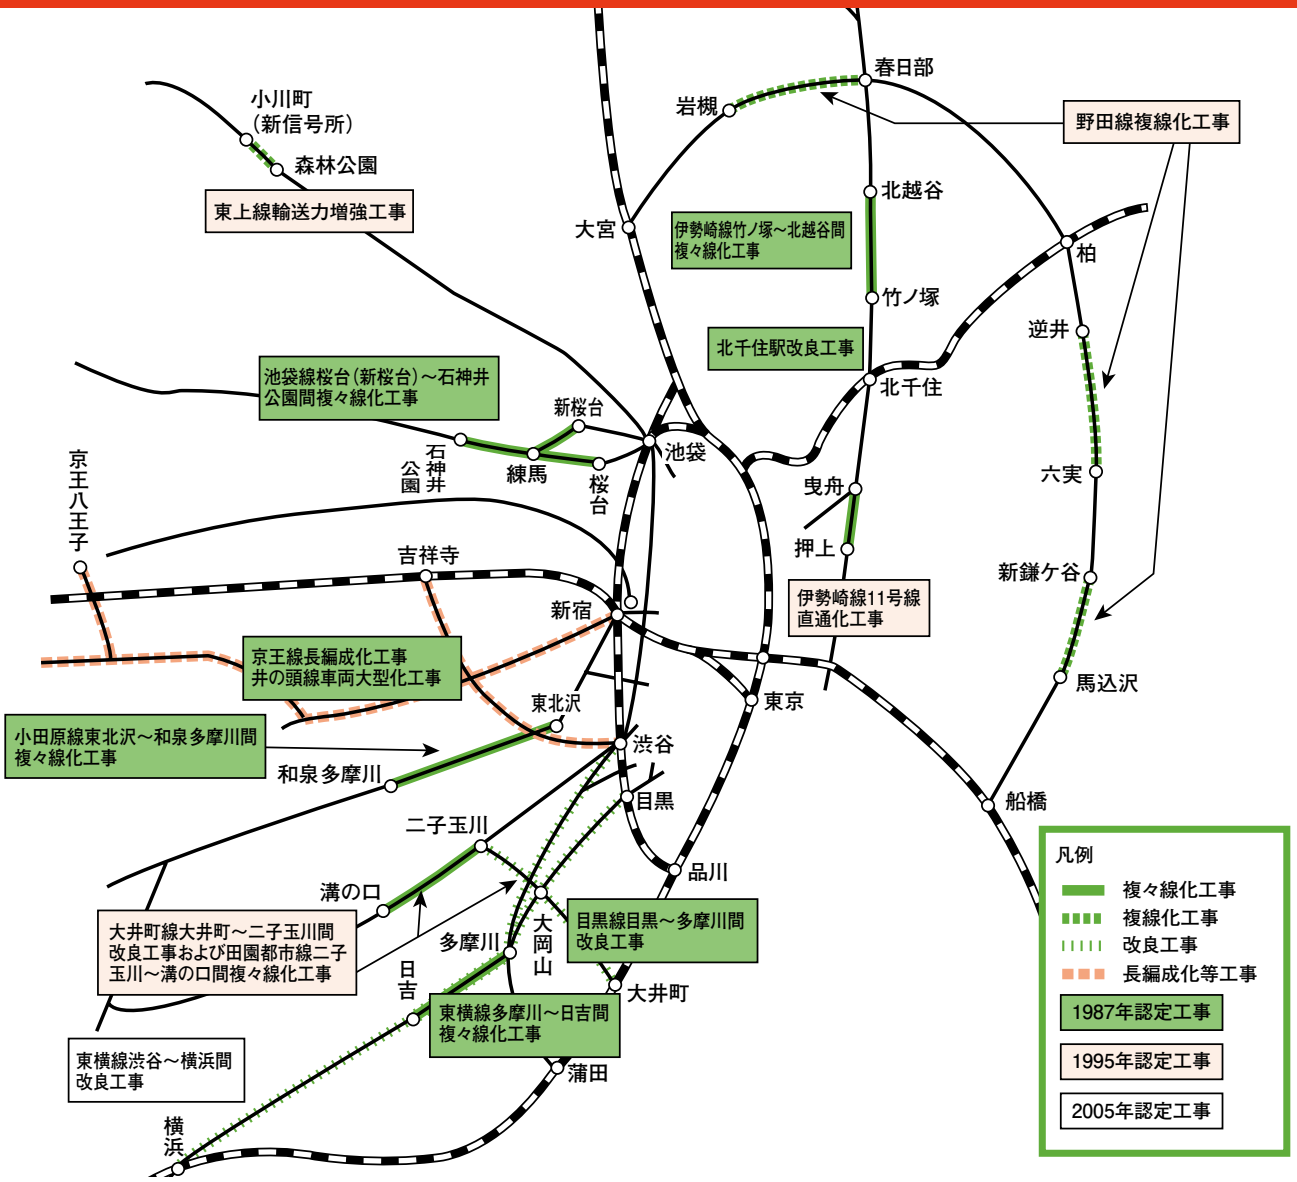 春日部
岩槻
小川町
（新信号所）
森林公園
野田線複線化工事
東上線輸送力増強工事
北越谷
大宮
伊勢崎線竹ノ塚〜北越谷間
複々線化工事
柏
竹ノ塚
逆井
北千住駅改良工事
北千住
池袋線桜台（新桜台）〜石神井
公園間複々線化工事
新桜台
池袋
石神井
公園
練馬
桜台
京王八王子
六実
曳舟
押上
吉祥寺
新鎌ケ谷
新宿
伊勢崎線11号線
直通化工事
京王線長編成化工事
井の頭線車両大型化工事
馬込沢
東北沢
東京
小田原線東北沢〜和泉多摩川間
複々線化工事
渋谷
和泉多摩川
目黒
船橋
二子玉川
品川
溝の口
大井町線大井町〜二子玉川間
改良工事および田園都市線二子
玉川〜溝の口間複々線化工事
目黒線目黒〜多摩川間
改良工事
大岡山
多摩川
日吉
大井町
東横線多摩川〜日吉間
複々線化工事
東横線渋谷〜横浜間
改良工事
蒲田
横浜
凡例
複々線化工事
複線化工事
改良工事
長編成化等工事
1987年認定工事
1995年認定工事
2005年認定工事